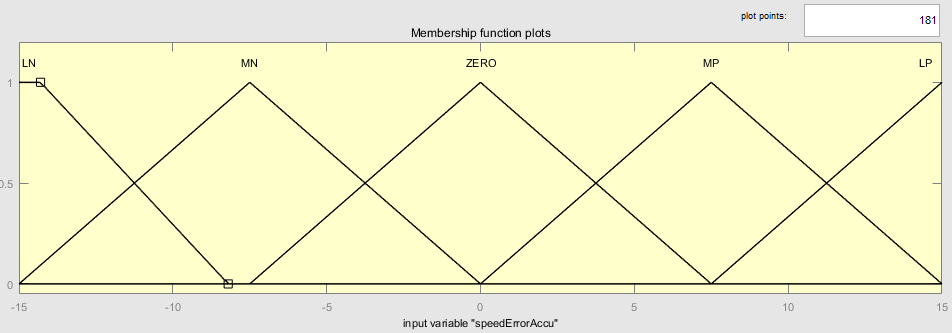 plot points: 181
Membership function plots
LN MN ZERO MP LP
1
0.5
0
-15 -10 -5 0 5 10 15
input variable "speedErrorAccu"